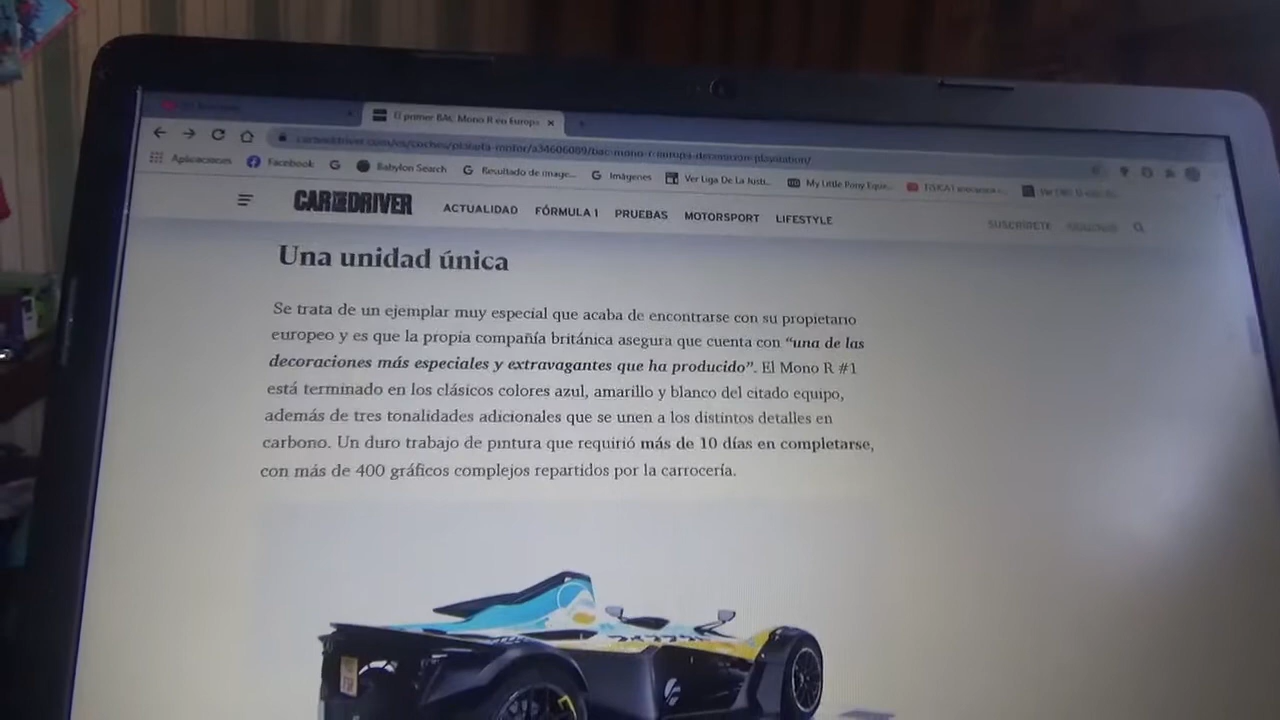 El primer BAC Mono R en Europa
Aplicaciones Facebook G Babylon Search Resultado de image... Imágenes Ver Liga De La Justi... My Little Pony Eque...
CAR AND DRIVER ACTUALIDAD FÓRMULA 1 PRUEBAS MOTORSPORT LIFESTYLE SUSCRÍBETE
Una unidad única
Se trata de un ejemplar muy especial que acaba de encontrarse con su propietario
europeo y es que la propia compañía británica asegura que cuenta con “una de las
decoraciones más especiales y extravagantes que ha producido”. El Mono R #1
está terminado en los clásicos colores azul, amarillo y blanco del citado equipo,
además de tres tonalidades adicionales que se unen a los distintos detalles en
carbono. Un duro trabajo de pintura que requirió más de 10 días en completarse,
con más de 400 gráficos complejos repartidos por la carrocería.